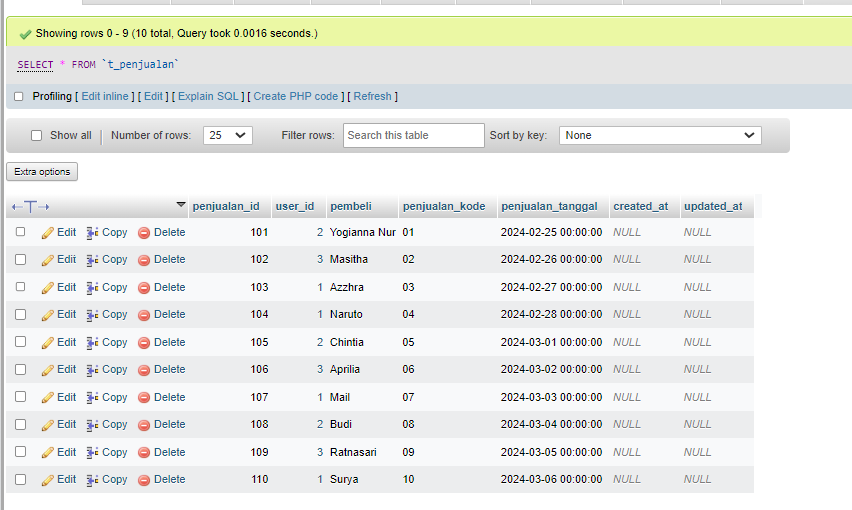 Showing rows 0 - 9 (10 total, Query took 0.0016 seconds.)
SELECT * FROM `t_penjualan`
Profiling [ Edit inline ] [ Edit ] [ Explain SQL ] [ Create PHP code ] [ Refresh ]
Show all | Number of rows: 25 Filter rows: Search this table Sort by key: None
Extra options
penjualan_id user_id pembeli penjualan_kode penjualan_tanggal created_at updated_at
Edit Copy Delete 101 2 Yogianna Nur 01 2024-02-25 00:00:00 NULL NULL
Edit Copy Delete 102 3 Masitha 02 2024-02-26 00:00:00 NULL NULL
Edit Copy Delete 103 1 Azzhra 03 2024-02-27 00:00:00 NULL NULL
Edit Copy Delete 104 1 Naruto 04 2024-02-28 00:00:00 NULL NULL
Edit Copy Delete 105 2 Chintia 05 2024-03-01 00:00:00 NULL NULL
Edit Copy Delete 106 3 Aprilia 06 2024-03-02 00:00:00 NULL NULL
Edit Copy Delete 107 1 Mail 07 2024-03-03 00:00:00 NULL NULL
Edit Copy Delete 108 2 Budi 08 2024-03-04 00:00:00 NULL NULL
Edit Copy Delete 109 3 Ratnasari 09 2024-03-05 00:00:00 NULL NULL
Edit Copy Delete 110 1 Surya 10 2024-03-06 00:00:00 NULL NULL